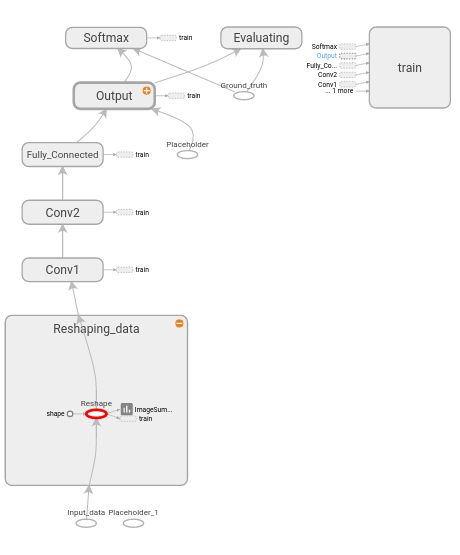 Softmax
train
Evaluating
train
Softmax
Output
Fully_Co...
Conv2
Conv1
... 1 more
Output
train
Ground_truth
Placeholder
Fully_Connected
train
Conv2
train
Conv1
train
Reshaping_data
Reshape
shape
ImageSum...
train
Input_data
Placeholder_1